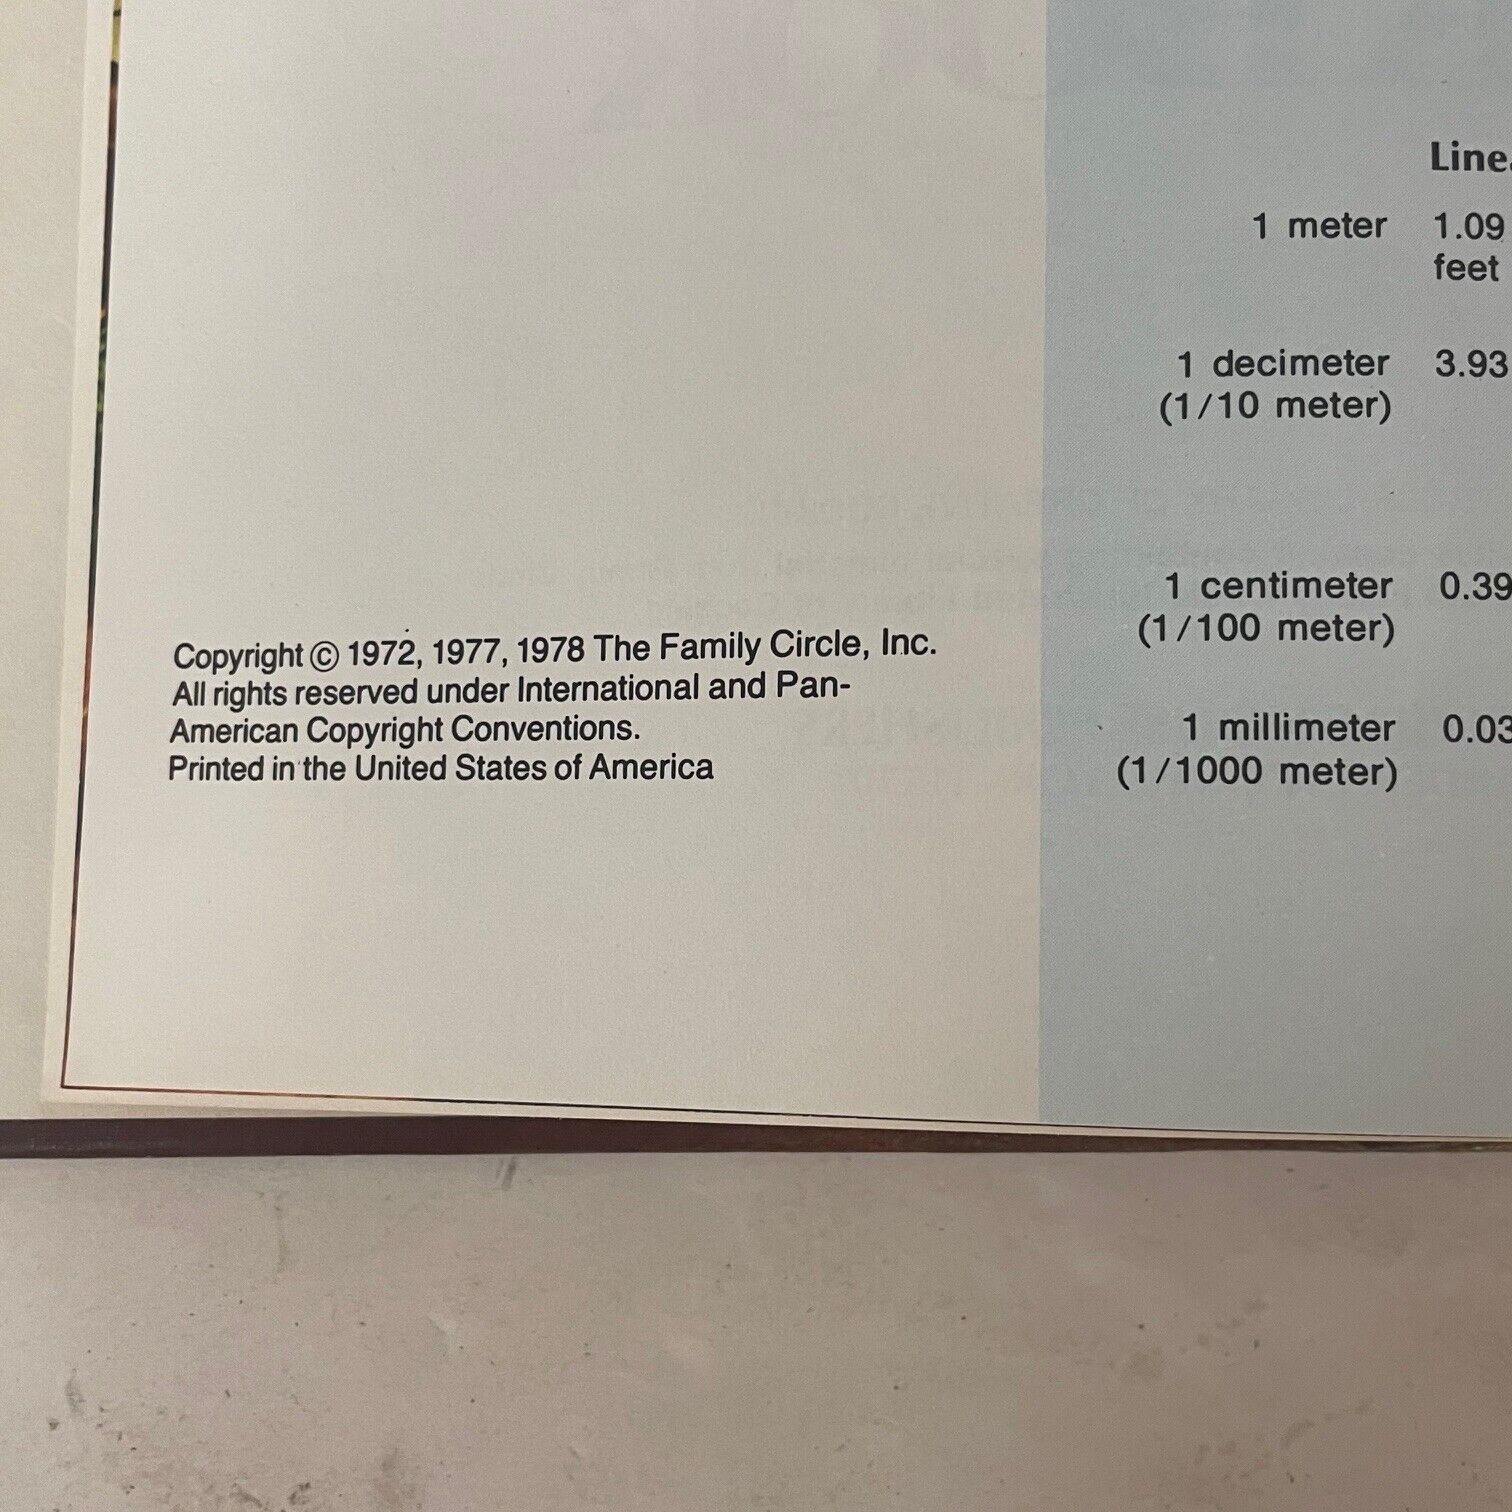 Copyright © 1972, 1977, 1978 The Family Circle, Inc.
All rights reserved under International and Pan-
American Copyright Conventions.
Printed in the United States of America
1 meter 1.09
feet
1 decimeter 3.93
(1/10 meter)
1 centimeter 0.39
(1/100 meter)
1 millimeter 0.03
(1/1000 meter)